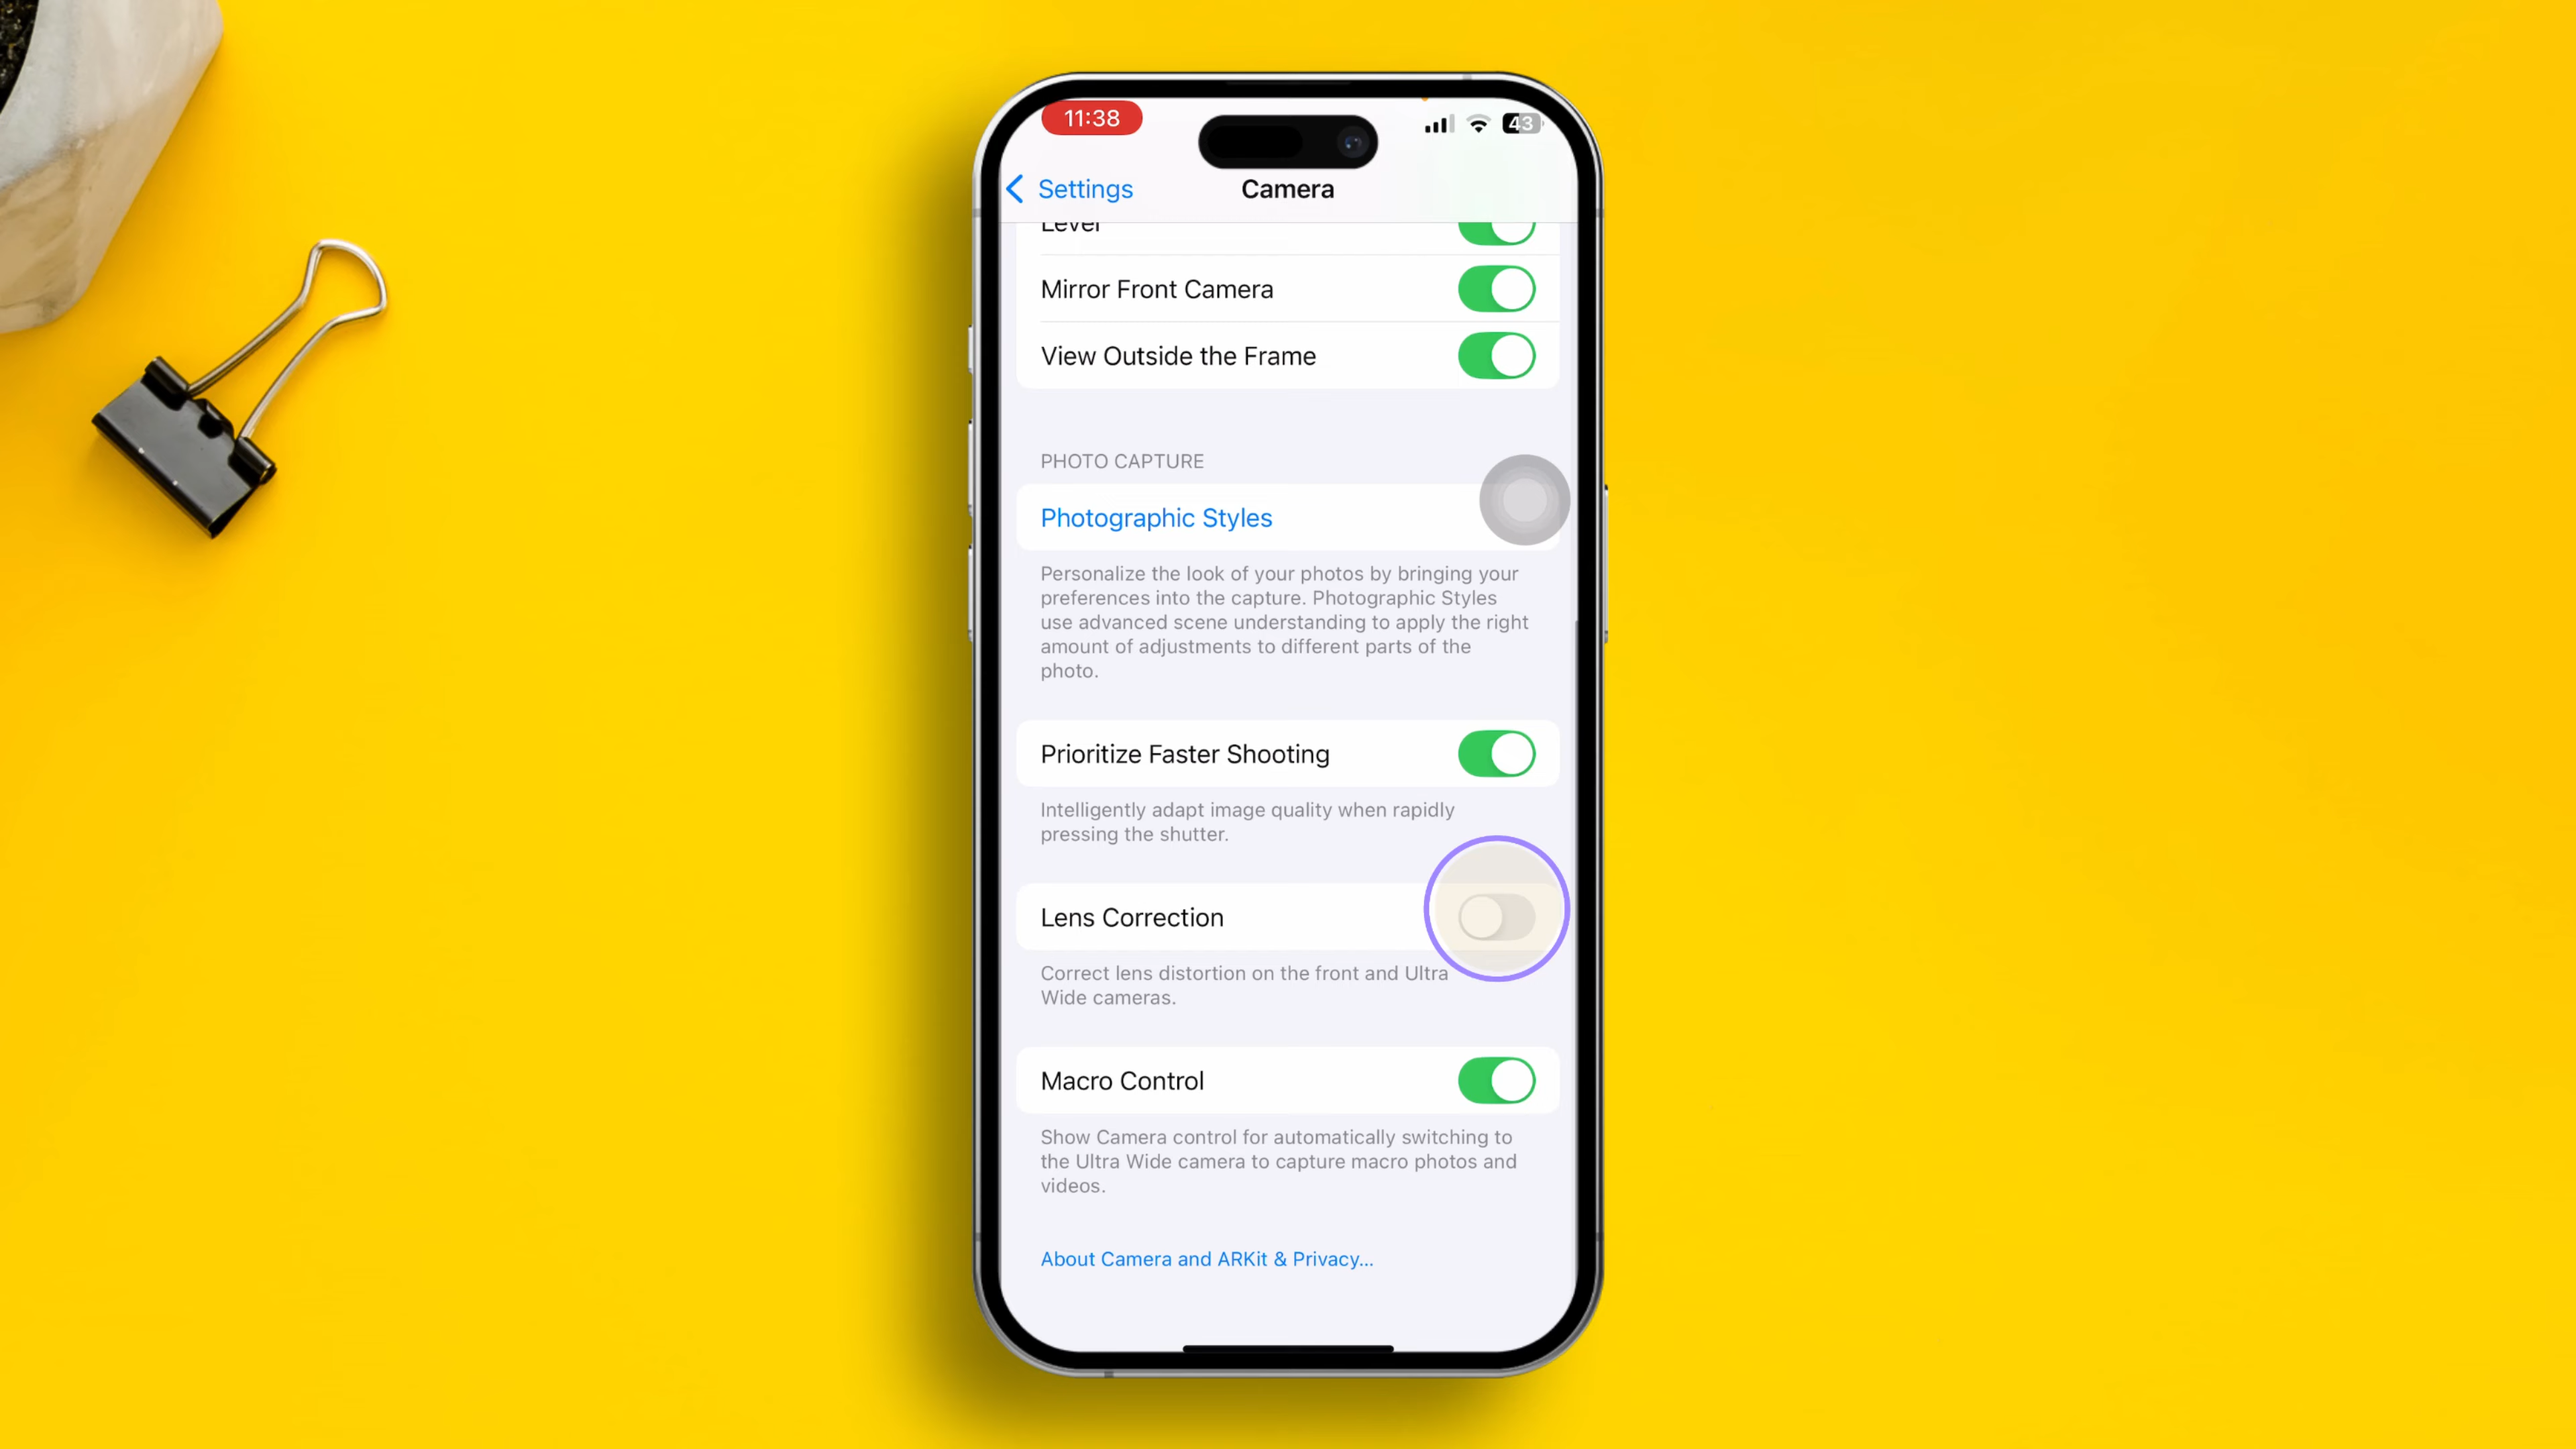 11:38
43
Settings
Camera
Level
Mirror Front Camera
View Outside the Frame
PHOTO CAPTURE
Photographic Styles
Personalize the look of your photos by bringing your
preferences into the capture. Photographic Styles
use advanced scene understanding to apply the right
amount of adjustments to different parts of the
photo.
Prioritize Faster Shooting
Intelligently adapt image quality when rapidly
pressing the shutter.
Lens Correction
Correct lens distortion on the front and Ultra
Wide cameras.
Macro Control
Show Camera control for automatically switching to
the Ultra Wide camera to capture macro photos and
videos.
About Camera and ARKit & Privacy...